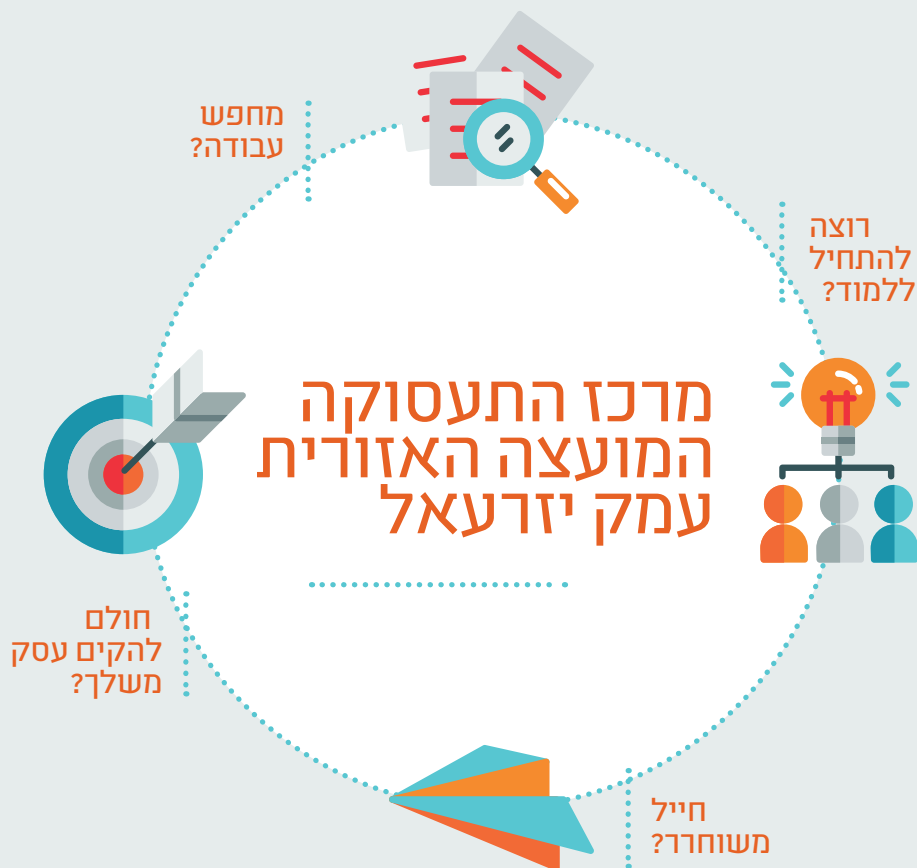 מחפש
עבודה?
רוצה
להתחיל
ללמוד?
מרכז התעסוקה
המועצה האזורית
עמק יזרעאל
חולם
להקים עסק
משלך?
חייל
משוחרר?